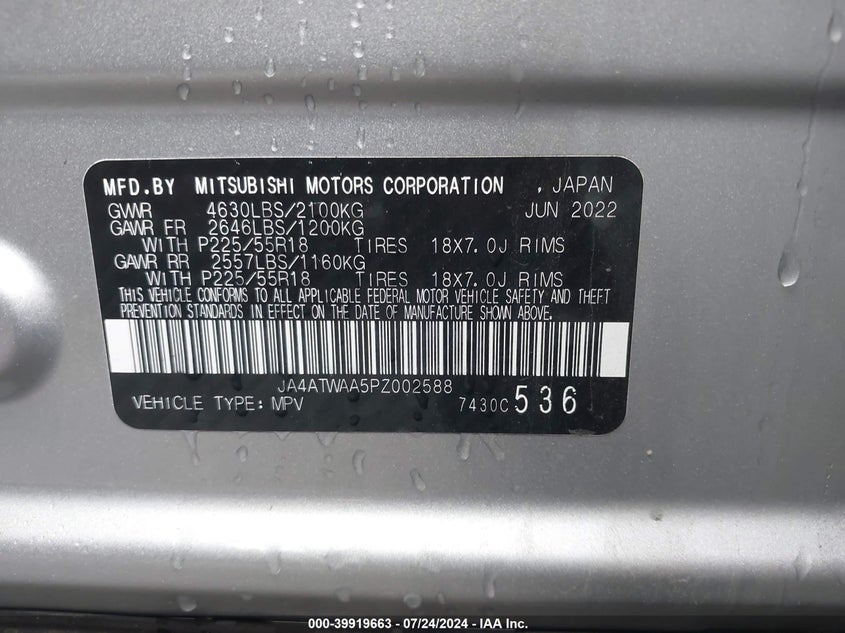 MFD.BY MITSUBISHI MOTORS CORPORATION , JAPAN
GVWR 4630LBS/2100KG JUN 2022
GAWR FR 2646LBS/1200KG
WITH P225/55R18 TIRES 18X7.0J RIMS
GAWR RR 2557LBS/1160KG
WITH P225/55R18 TIRES 18X7.0J RIMS
THIS VEHICLE CONFORMS TO ALL APPLICABLE FEDERAL MOTOR VEHICLE SAFETY AND THEFT
PREVENTION STANDARDS IN EFFECT ON THE DATE OF MANUFACTURE SHOWN ABOVE.
JA4ATWAA5PZ002588
VEHICLE TYPE: MPV 7430C 536
000-39919663 - 07/24/2024 - IAA Inc.